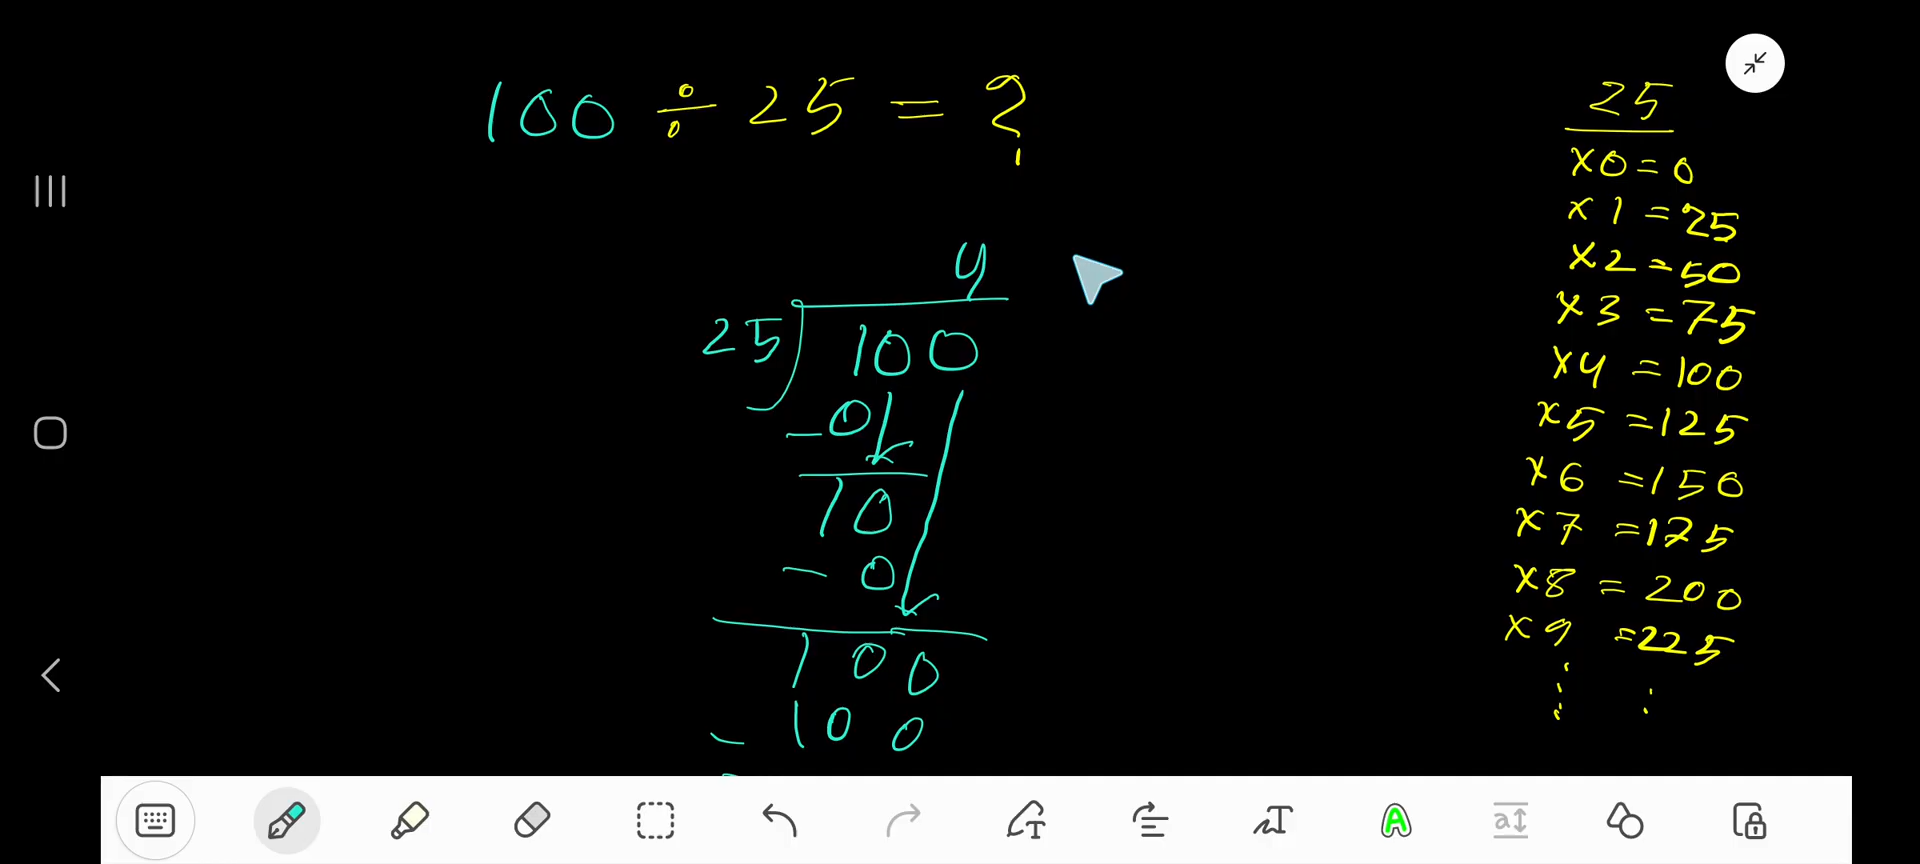 100 ÷ 25 = ?
4
25) 100
- 0
10
- 0
100
- 100
25
x0 = 0
x1 = 25
x2 = 50
x3 = 75
x4 = 100
x5 = 125
x6 = 150
x7 = 175
x8 = 200
x9 = 225